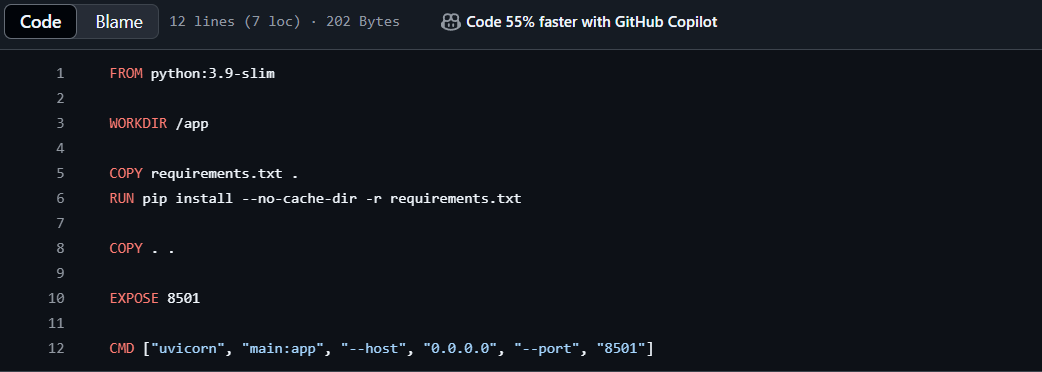 Code Blame 12 lines (7 loc) · 202 Bytes Code 55% faster with GitHub Copilot
1 FROM python:3.9-slim
2
3 WORKDIR /app
4
5 COPY requirements.txt .
6 RUN pip install --no-cache-dir -r requirements.txt
7
8 COPY . .
9
10 EXPOSE 8501
11
12 CMD ["uvicorn", "main:app", "--host", "0.0.0.0", "--port", "8501"]